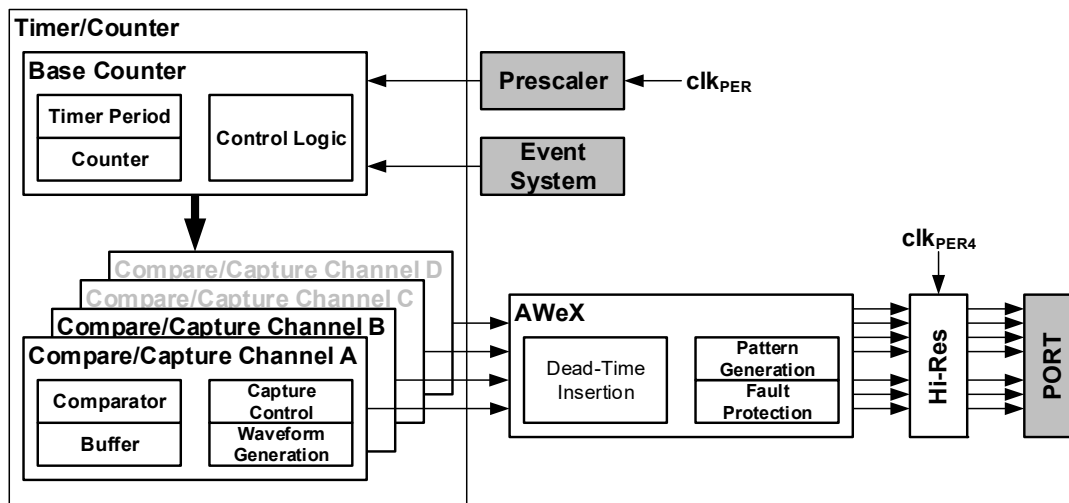 Timer/Counter
Base Counter
Timer Period
Counter
Control Logic
Prescaler
clkPER
Event
System
Compare/Capture Channel D
Compare/Capture Channel C
Compare/Capture Channel B
Compare/Capture Channel A
Comparator
Buffer
Capture
Control
Waveform
Generation
AWeX
Dead-Time
Insertion
Pattern
Generation
Fault
Protection
clkPER4
Hi-Res
PORT